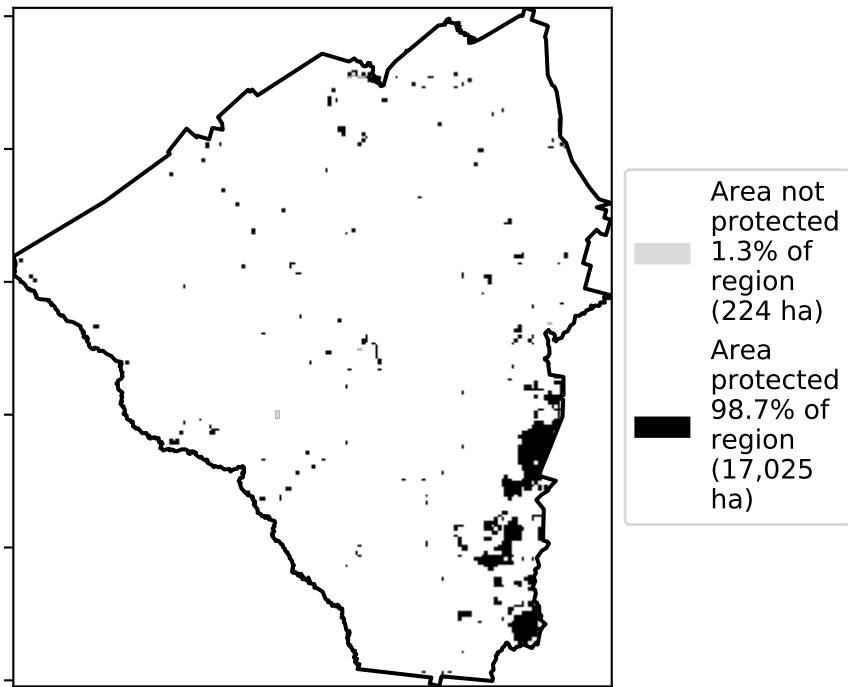 Area not
protected
1.3% of
region
(224 ha)
Area
protected
98.7% of
region
(17,025
ha)